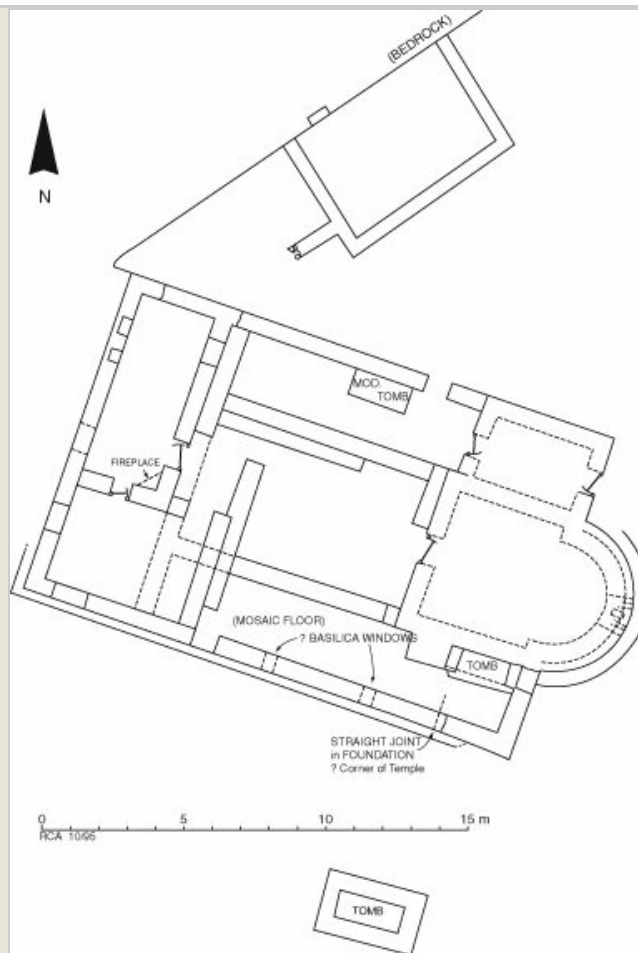 (BEDROCK)
N
MOD.
TOMB
FIREPLACE
(MOSAIC FLOOR)
? BASILICA WINDOWS
TOMB
STRAIGHT JOINT
in FOUNDATION
? Corner of Temple
0 5 10 15 m
RCA 10/95
TOMB